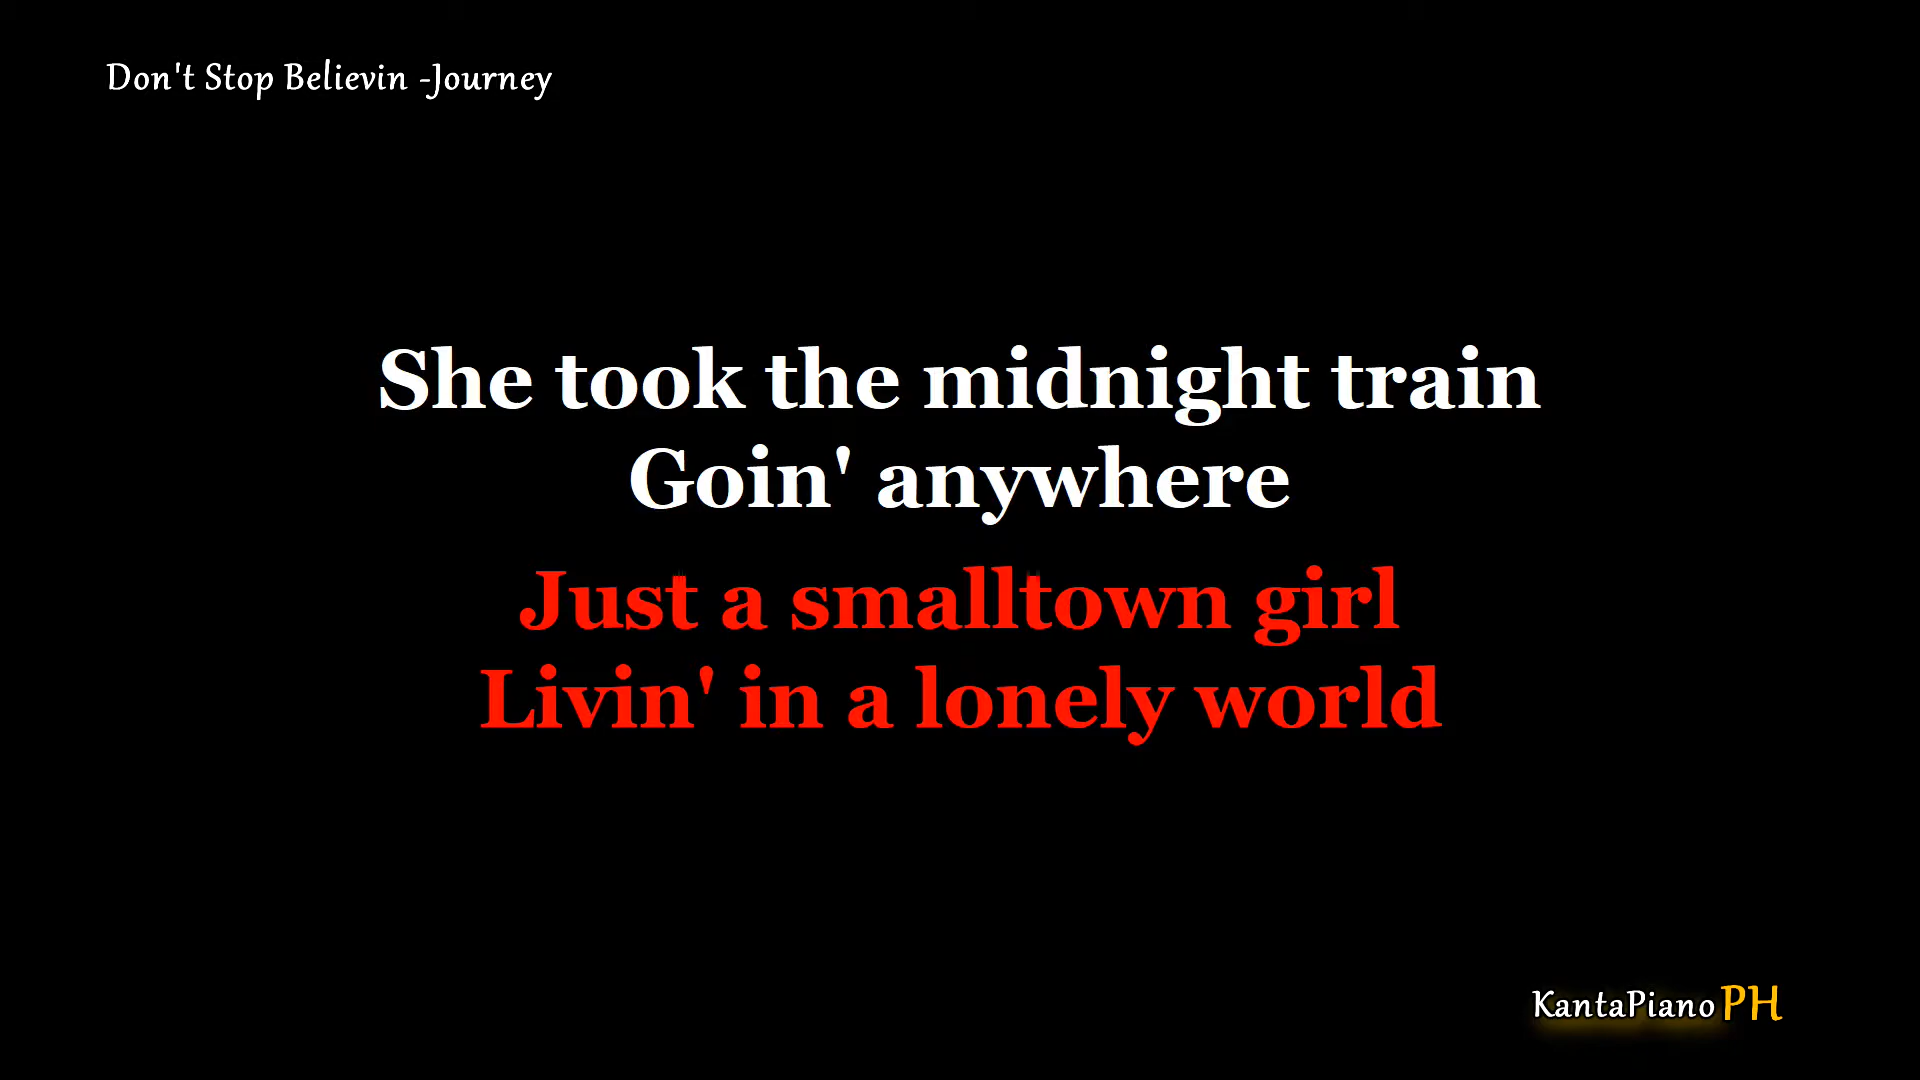 Don't Stop Believin -Journey
She took the midnight train
Goin' anywhere
Just a smalltown girl
Livin' in a lonely world
KantaPiano PH